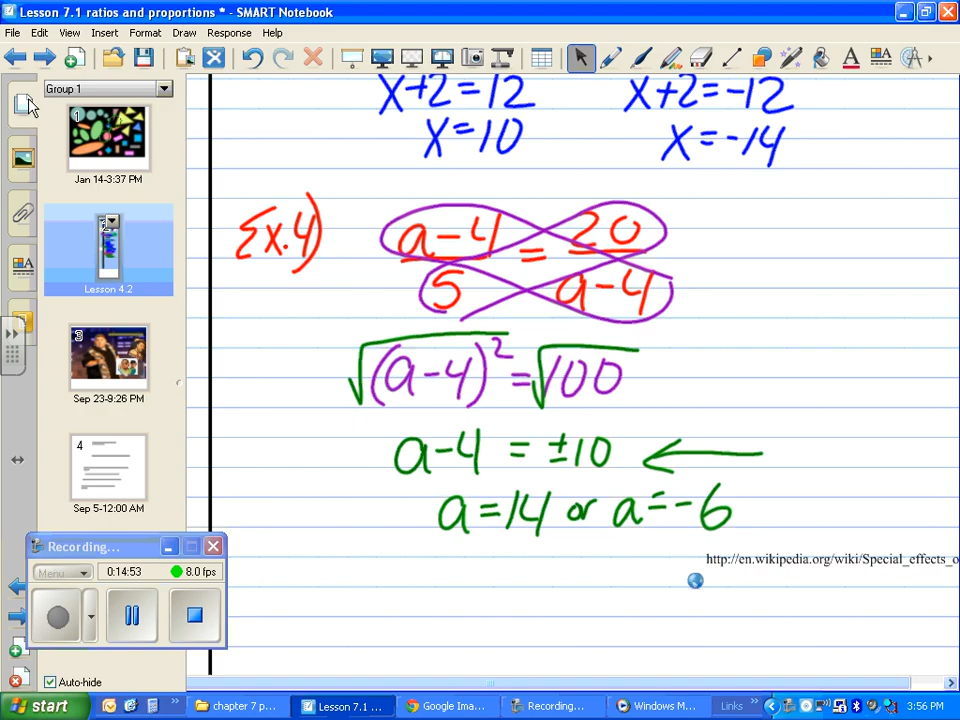 Lesson 7.1 ratios and proportions * - SMART Notebook
File Edit View Insert Format Draw Response Help
Group 1
1
Jan 14-3:37 PM
Lesson 4.2
3
Sep 23-9:26 PM
4
Sep 5-12:00 AM
x+2=12
x=10
x+2=-12
x=-14
Ex.4)
a-4 = 20
5 a-4
√(a-4)² = √100
a-4 = ±10
a=14 or a=-6
http://en.wikipedia.org/wiki/Special_effects_o
Recording...
Menu 0:14:53 8.0 fps
Auto-hide
start chapter 7 p... Lesson 7.1 ... Google Ima... Recording... Windows M... Links 3:56 PM